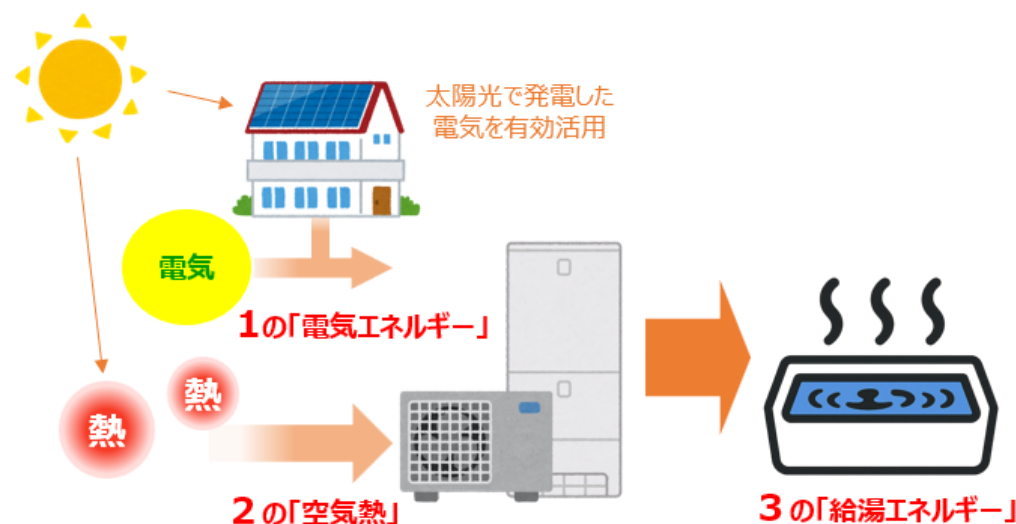 太陽光で発電した
電気を有効活用
電気
1の「電気エネルギー」
熱
熱
2の「空気熱」
3の「給湯エネルギー」